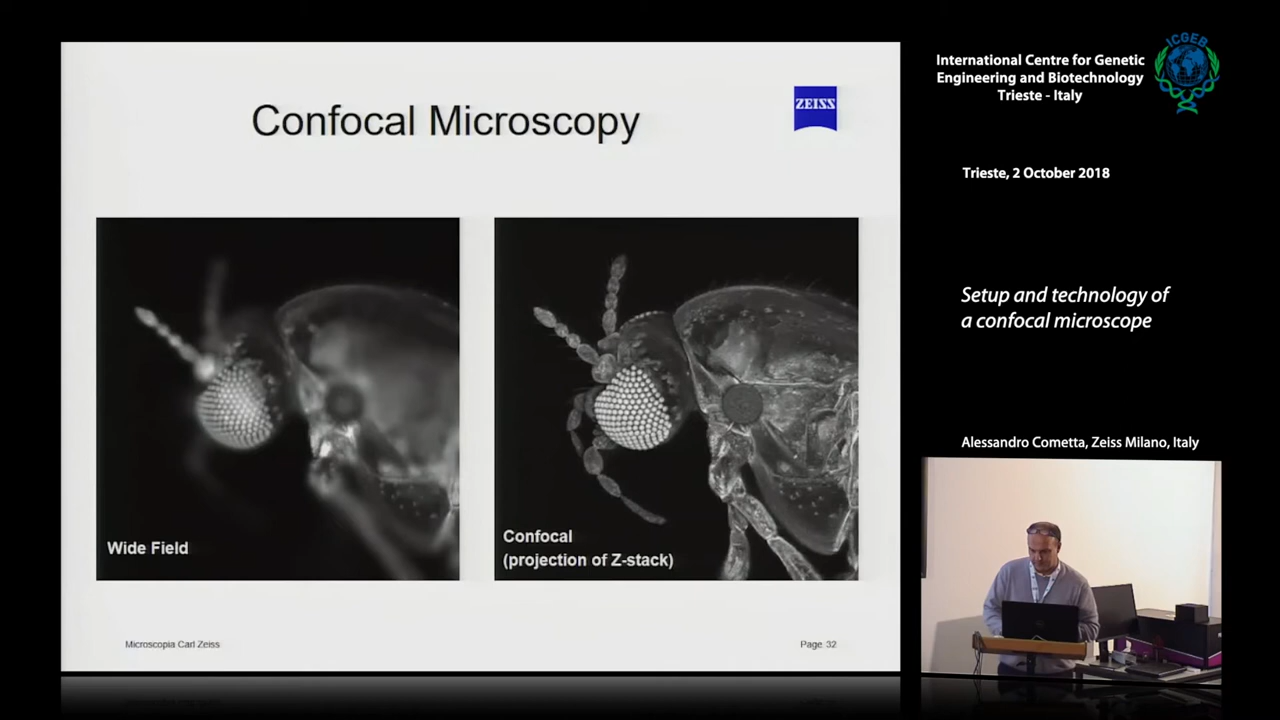 Confocal Microscopy
ZEISS
Wide Field
Confocal
(projection of Z-stack)
Microscopia Carl Zeiss
Page 32
International Centre for Genetic
Engineering and Biotechnology
Trieste - Italy
ICGEB
Trieste, 2 October 2018
Setup and technology of
a confocal microscope
Alessandro Cometta, Zeiss Milano, Italy